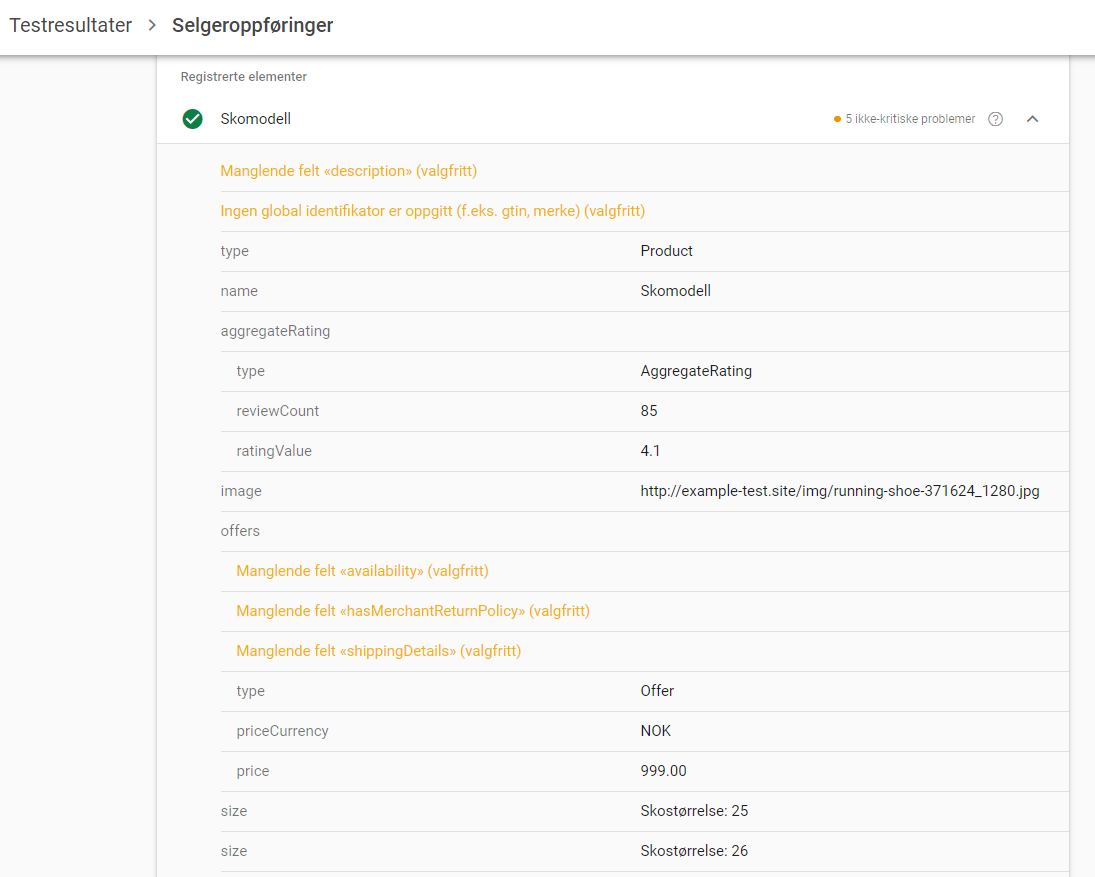 Testresultater > Selgeroppføringer
Registrerte elementer
Skomodell 5 ikke-kritiske problemer ?
Manglende felt «description» (valgfritt)
Ingen global identifikator er oppgitt (f.eks. gtin, merke) (valgfritt)
type Product
name Skomodell
aggregateRating
type AggregateRating
reviewCount 85
ratingValue 4.1
image http://example-test.site/img/running-shoe-371624_1280.jpg
offers
Manglende felt «availability» (valgfritt)
Manglende felt «hasMerchantReturnPolicy» (valgfritt)
Manglende felt «shippingDetails» (valgfritt)
type Offer
priceCurrency NOK
price 999.00
size Skostørrelse: 25
size Skostørrelse: 26